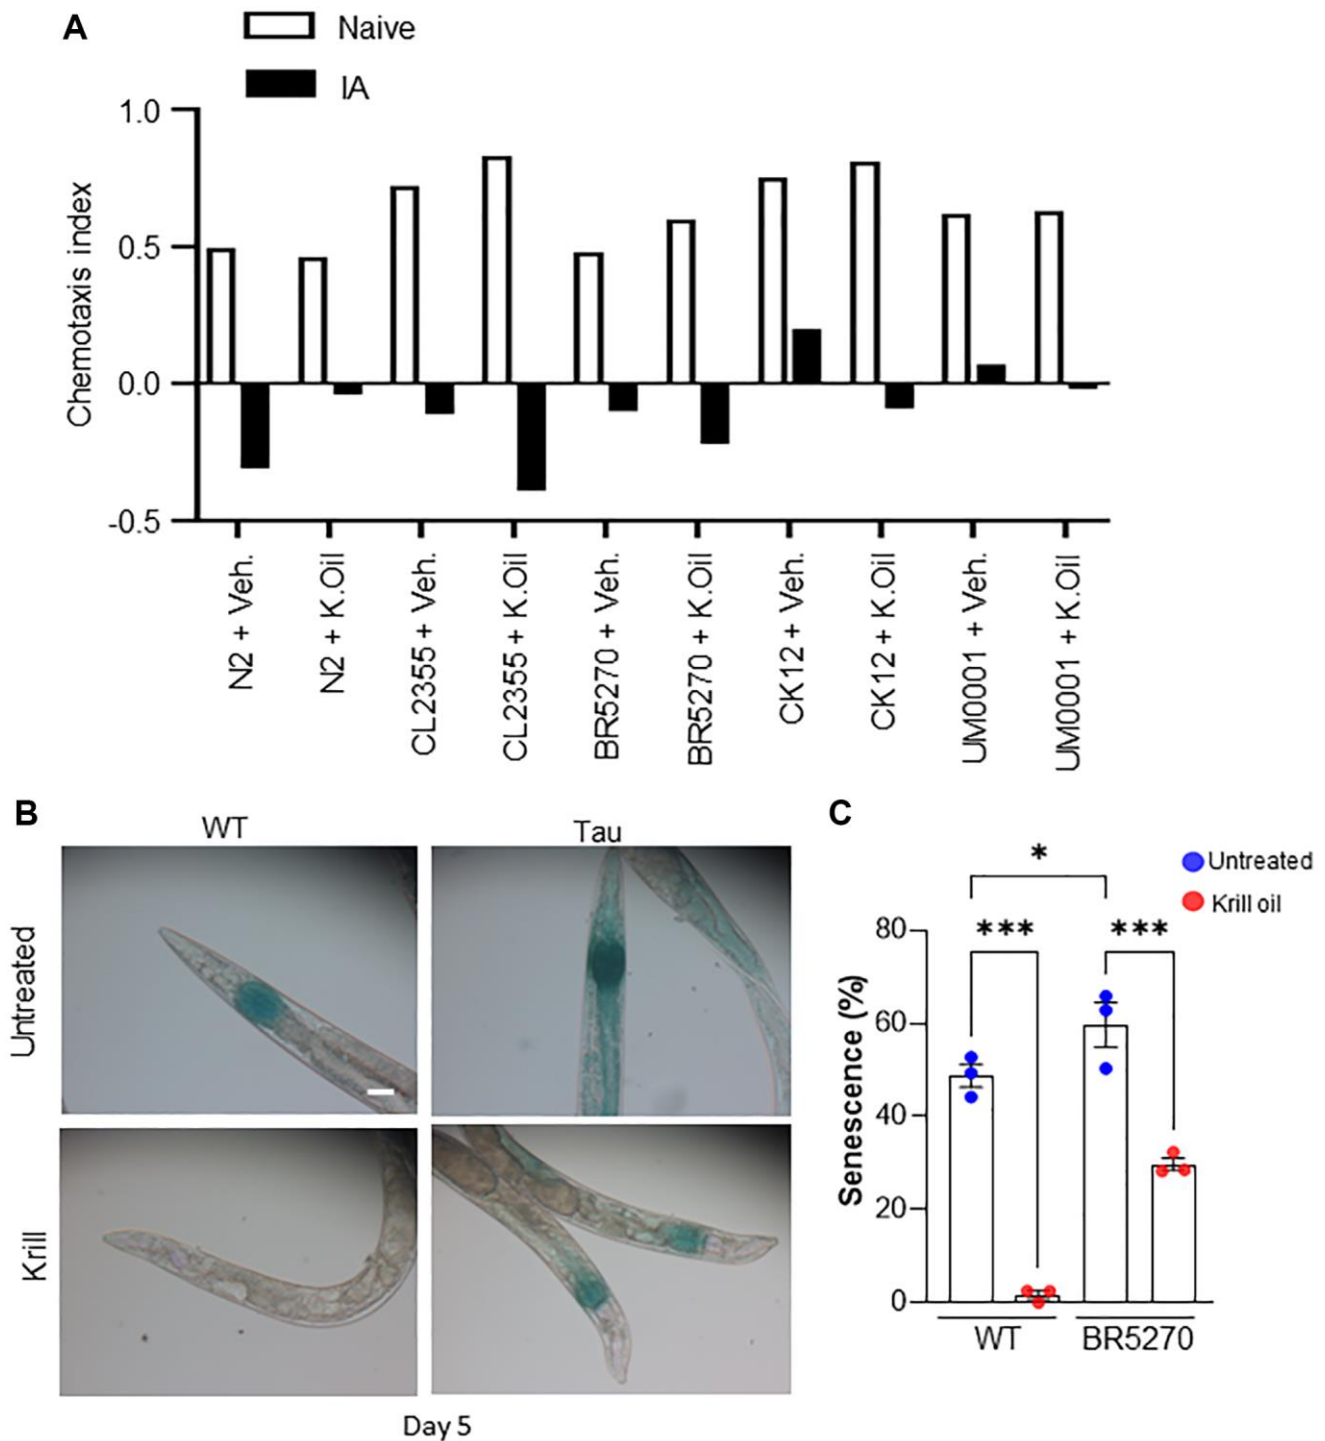 A
Naive
IA
1.0
0.5
0.0
-0.5
Chemotaxis index
N2 + Veh.
N2 + K.Oil
CL2355 + Veh.
CL2355 + K.Oil
BR5270 + Veh.
BR5270 + K.Oil
CK12 + Veh.
CK12 + K.Oil
UM0001 + Veh.
UM0001 + K.Oil
B
WT
Tau
Untreated
Krill
Day 5
C
Untreated
Krill oil
*
***
***
80
60
40
20
0
Senescence (%)
WT
BR5270